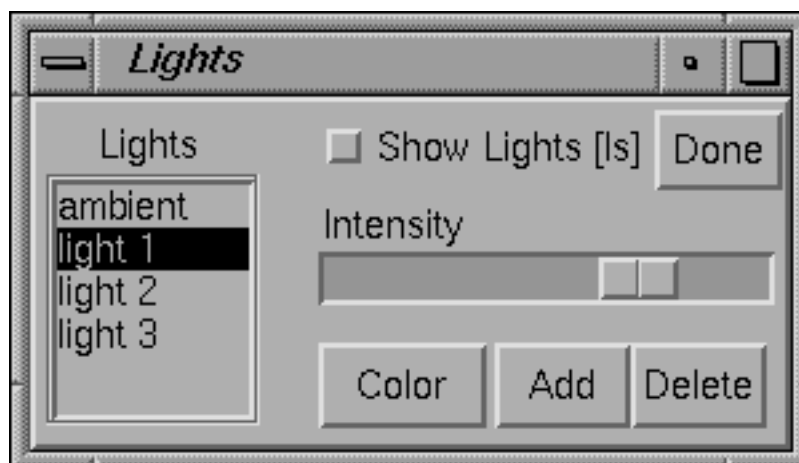 Lights
Lights
Show Lights [ls]
Done
ambient
light 1
light 2
light 3
Intensity
Color
Add
Delete